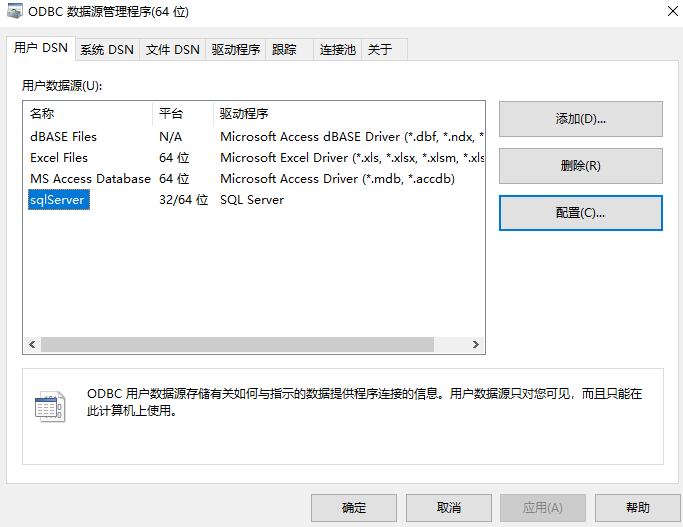 ODBC 数据源管理程序(64 位)
用户 DSN 系统 DSN 文件 DSN 驱动程序 跟踪 连接池 关于
用户数据源(U):
名称 平台 驱动程序
dBASE Files N/A Microsoft Access dBASE Driver (*.dbf, *.ndx, *
Excel Files 64 位 Microsoft Excel Driver (*.xls, *.xlsx, *.xlsm, *.xls
MS Access Database 64 位 Microsoft Access Driver (*.mdb, *.accdb)
sqlServer 32/64 位 SQL Server
添加(D)...
删除(R)
配置(C)...
ODBC 用户数据源存储有关如何与指示的数据提供程序连接的信息。用户数据源只对您可见，而且只能在
此计算机上使用。
确定 取消 应用(A) 帮助